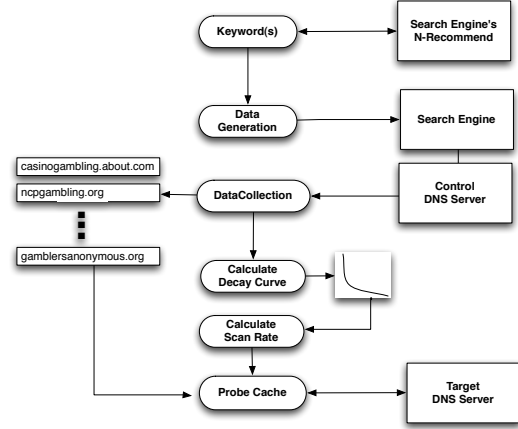 Keyword(s)
Search Engine's
N-Recommend
Data
Generation
Search Engine
casinogambling.about.com
ncpgambling.org
DataCollection
Control
DNS Server
gamblersanonymous.org
Calculate
Decay Curve
Calculate
Scan Rate
Probe Cache
Target
DNS Server